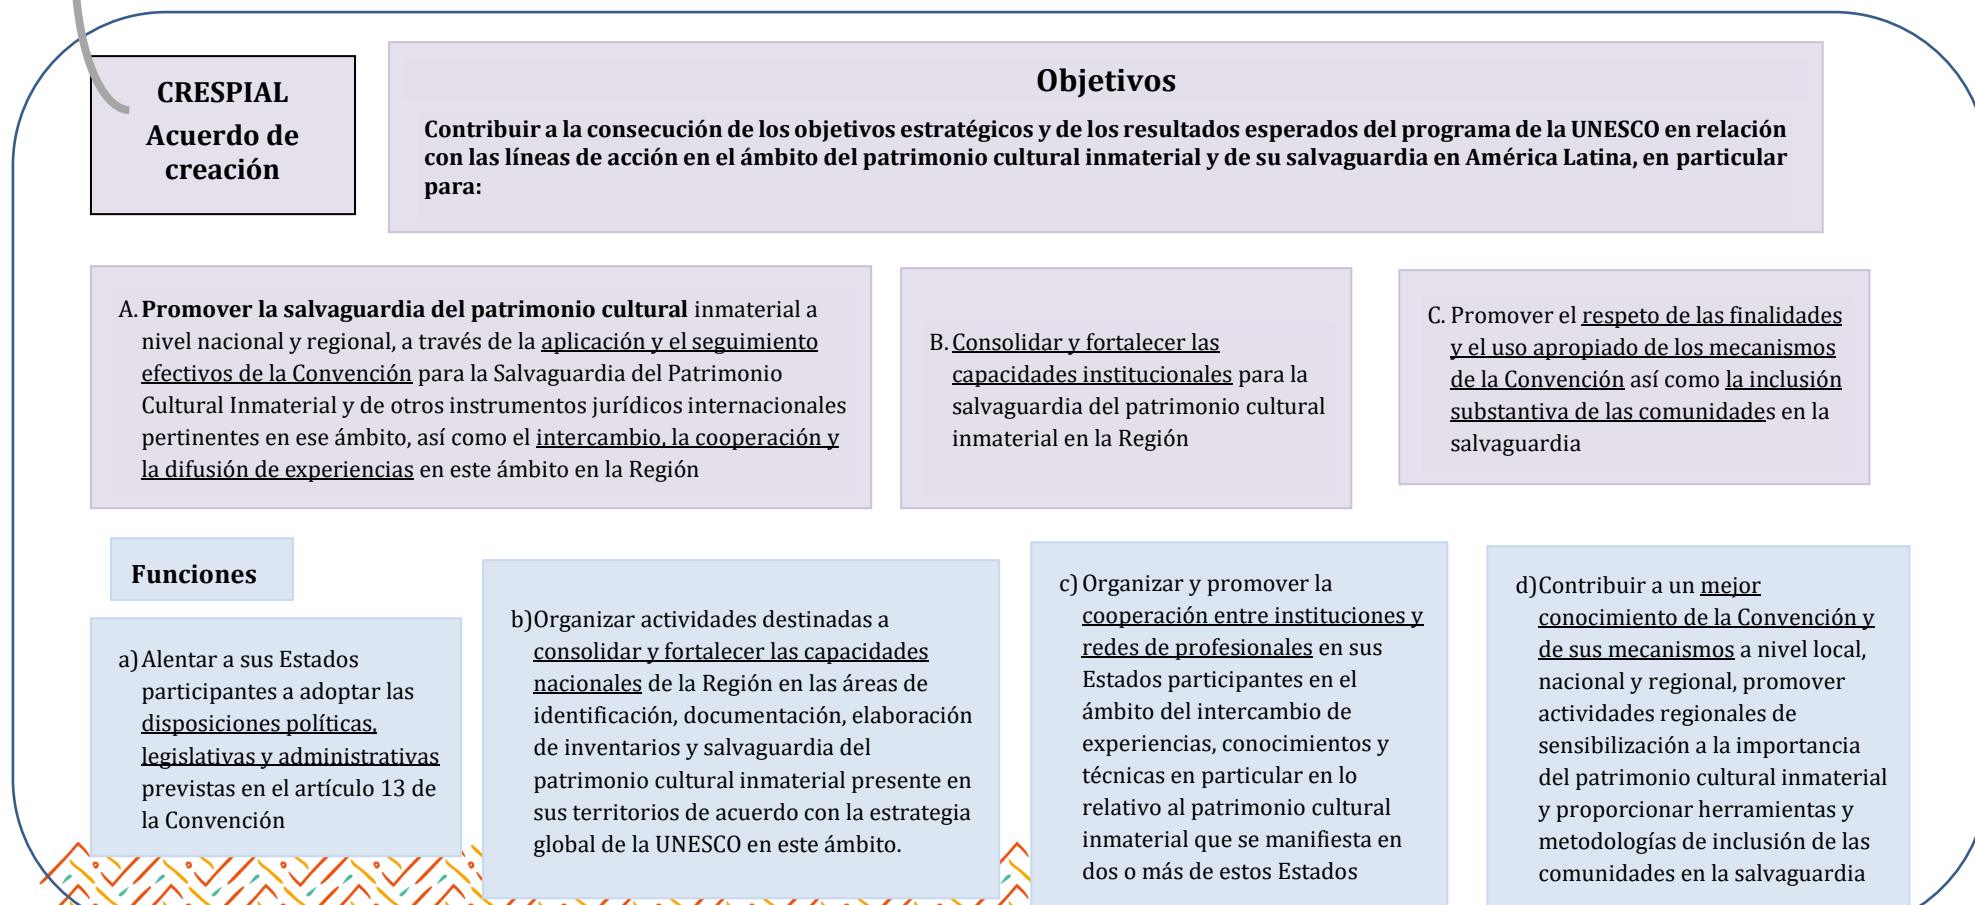 CRESPIAL
Acuerdo de
creación
Objetivos
Contribuir a la consecución de los objetivos estratégicos y de los resultados esperados del programa de la UNESCO en relación
con las líneas de acción en el ámbito del patrimonio cultural inmaterial y de su salvaguardia en América Latina, en particular
para:
A. Promover la salvaguardia del patrimonio cultural inmaterial a
nivel nacional y regional, a través de la aplicación y el seguimiento
efectivos de la Convención para la Salvaguardia del Patrimonio
Cultural Inmaterial y de otros instrumentos jurídicos internacionales
pertinentes en ese ámbito, así como el intercambio, la cooperación y
la difusión de experiencias en este ámbito en la Región
B. Consolidar y fortalecer las
capacidades institucionales para la
salvaguardia del patrimonio cultural
inmaterial en la Región
C. Promover el respeto de las finalidades
y el uso apropiado de los mecanismos
de la Convención así como la inclusión
substantiva de las comunidades en la
salvaguardia
Funciones
a) Alentar a sus Estados
participantes a adoptar las
disposiciones políticas,
legislativas y administrativas
previstas en el artículo 13 de
la Convención
b) Organizar actividades destinadas a
consolidar y fortalecer las capacidades
nacionales de la Región en las áreas de
identificación, documentación, elaboración
de inventarios y salvaguardia del
patrimonio cultural inmaterial presente en
sus territorios de acuerdo con la estrategia
global de la UNESCO en este ámbito.
c) Organizar y promover la
cooperación entre instituciones y
redes de profesionales en sus
Estados participantes en el
ámbito del intercambio de
experiencias, conocimientos y
técnicas en particular en lo
relativo al patrimonio cultural
inmaterial que se manifiesta en
dos o más de estos Estados
d) Contribuir a un mejor
conocimiento de la Convención y
de sus mecanismos a nivel local,
nacional y regional, promover
actividades regionales de
sensibilización a la importancia
del patrimonio cultural inmaterial
y proporcionar herramientas y
metodologías de inclusión de las
comunidades en la salvaguardia